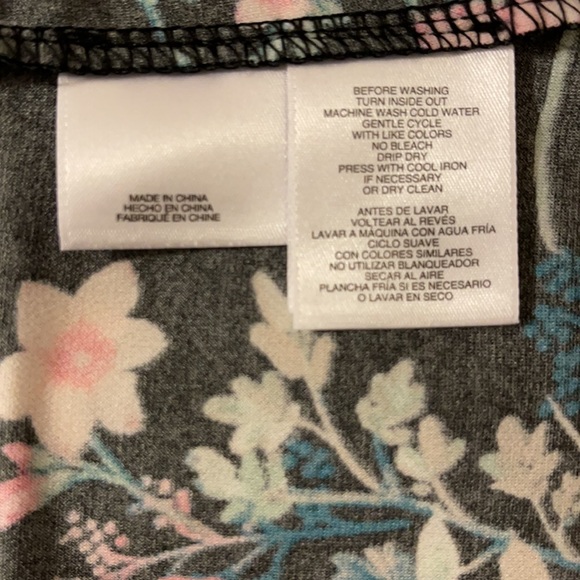 MADE IN CHINA
HECHO EN CHINA
FABRIQUÉ EN CHINE
BEFORE WASHING
TURN INSIDE OUT
MACHINE WASH COLD WATER
GENTLE CYCLE
WITH LIKE COLORS
NO BLEACH
DRIP DRY
PRESS WITH COOL IRON
IF NECESSARY
OR DRY CLEAN
ANTES DE LAVAR
VOLTEAR AL REVÉS
LAVAR A MAQUINA CON AGUA FRÍA
CICLO SUAVE
CON COLORES SIMILARES
NO UTILIZAR BLANQUEADOR
SECAR AL AIRE
PLANCHA FRÍA SI ES NECESARIO
O LAVAR EN SECO